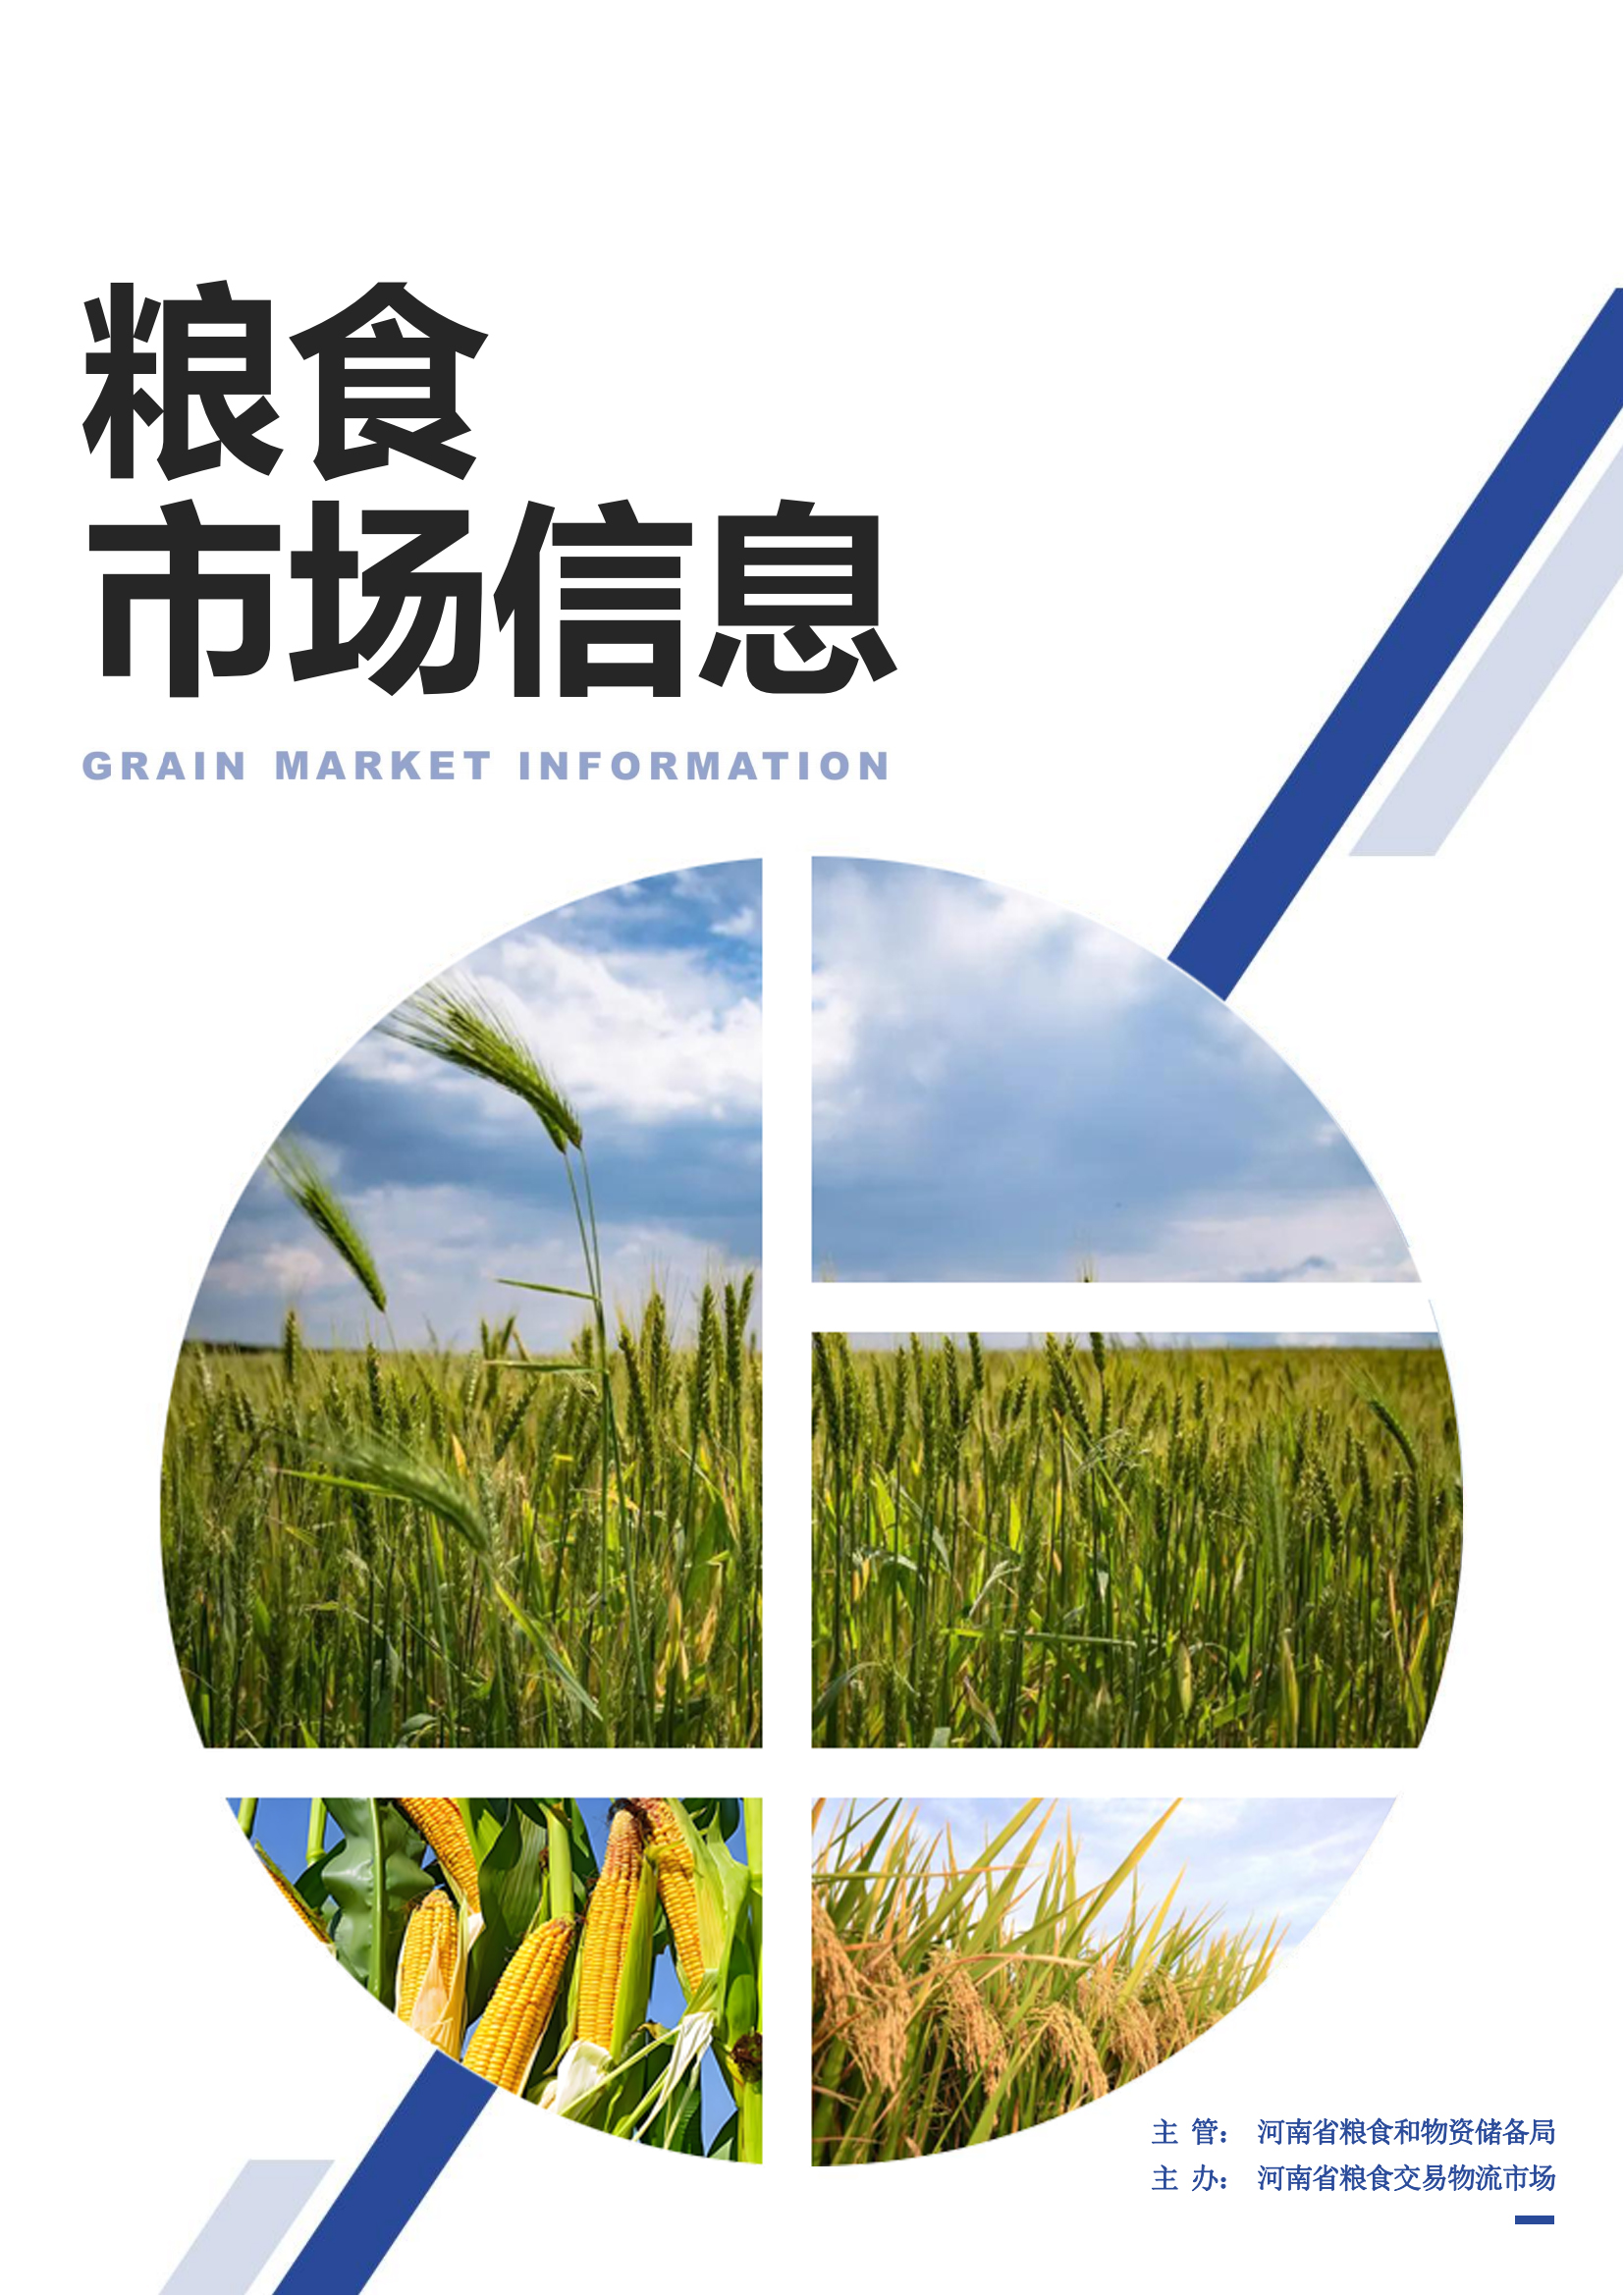 粮食
市场信息
GRAIN MARKET INFORMATION
主 管： 河南省粮食和物资储备局
主 办： 河南省粮食交易物流市场